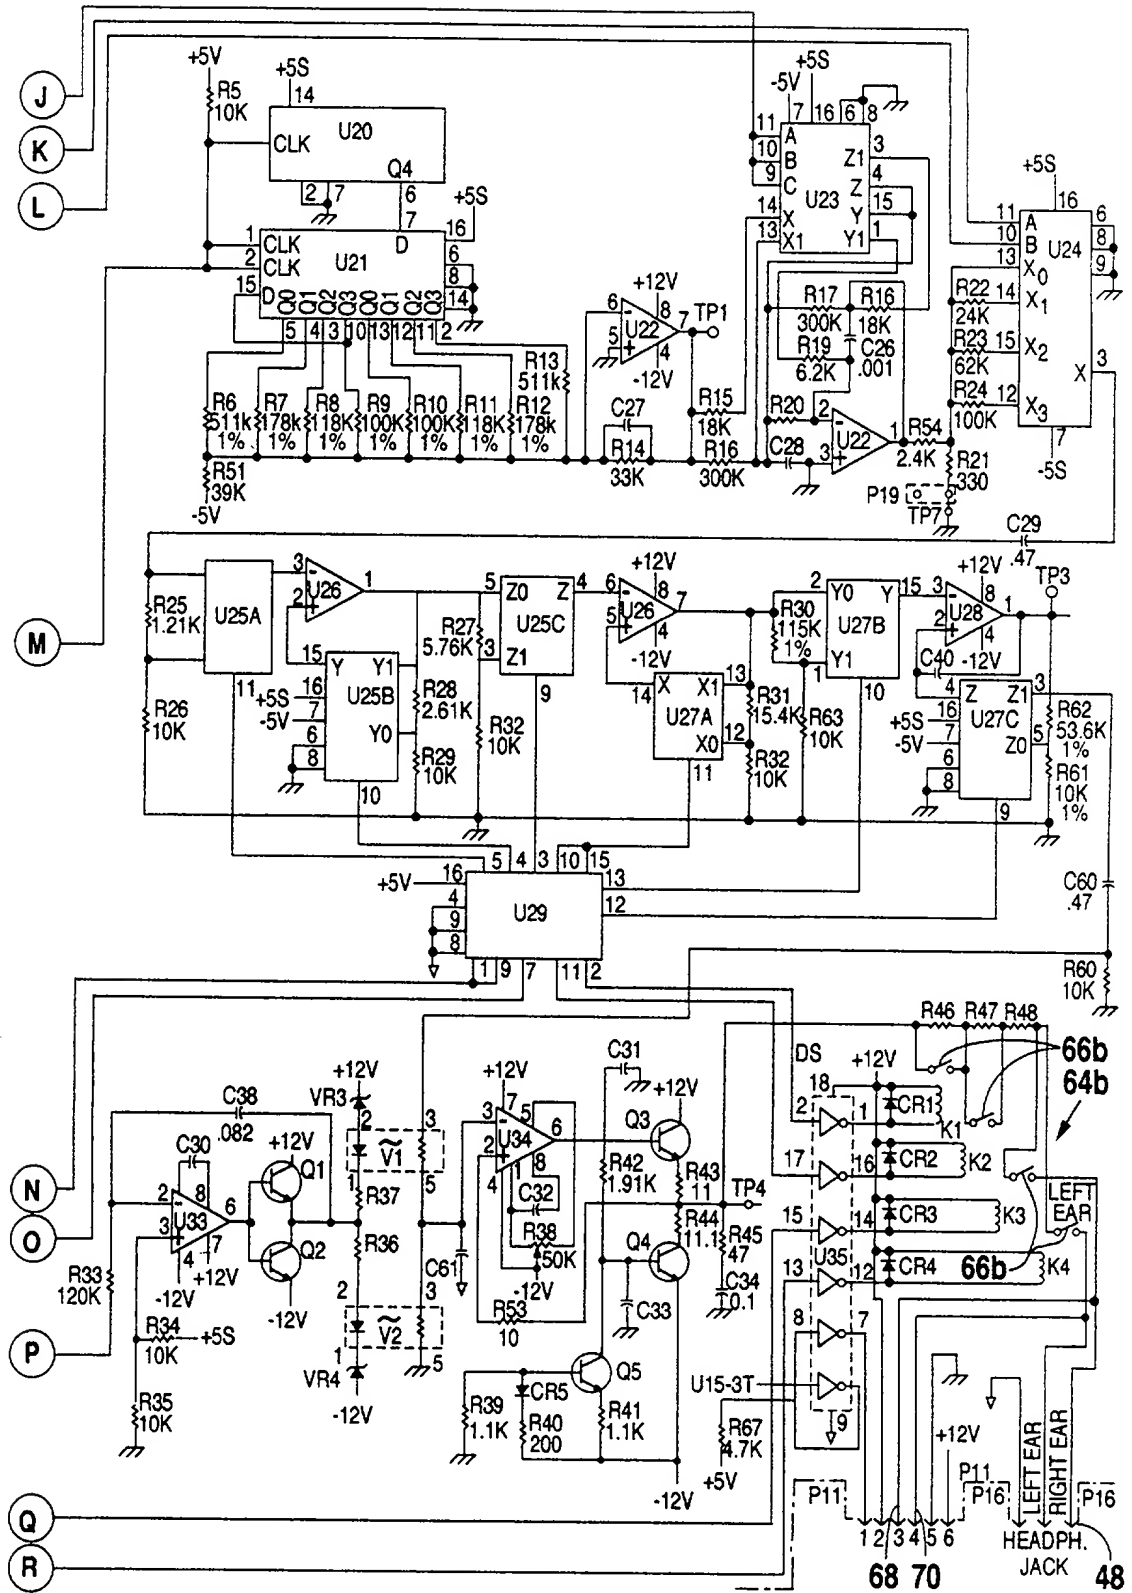 J
K
L
M
N
O
P
Q
R
+5V
R5
10K
+5S
14
CLK
U20
Q4
2
7
6
7
+5S
16
1
2
15
CLK
CLK
D
U21
D
6
8
14
Q0
Q1
Q2
Q3
Q0
Q1
Q2
Q3
5
4
3
10
13
12
11
2
R13
511k
R6
511k
1%
R7
178k
1%
R8
118K
1%
R9
100K
1%
R10
100K
1%
R11
118K
1%
R12
178k
1%
R51
39K
-5V
6
5
U22
+12V
8
7
TP1
4
-12V
C27
R14
33K
R15
18K
R16
300K
-5V
+5S
7
16
6
8
11
10
9
14
13
A
B
C
X
X1
U23
Z1
Z
Y
Y1
3
4
15
1
R17
300K
R16
18K
R19
6.2K
C26
.001
R20
C28
2
3
U22
1
R54
2.4K
R21
330
P19
TP7
R22
24K
R23
62K
R24
100K
+5S
16
11
10
13
14
15
12
A
B
X0
X1
X2
X3
U24
6
8
9
3
X
7
-5S
C29
.47
R25
1.21K
R26
10K
U25A
11
3
2
U26
1
15
Y
Y1
U25B
Y0
+5S
-5V
16
7
6
8
10
R27
5.76K
R28
2.61K
R29
10K
5
3
Z0
Z1
U25C
Z
4
9
R32
10K
6
5
U26
+12V
8
7
4
-12V
14
X
X1
U27A
X0
13
12
11
R31
15.4K
R32
10K
R30
115K
1%
2
1
Y0
Y1
U27B
Y
15
10
R63
10K
3
2
U28
+12V
8
1
4
-12V
TP3
C40
4
Z
Z1
U27C
Z0
3
5
+5S
-5V
16
7
6
8
9
R62
53.6K
1%
R61
10K
1%
C60
.47
R60
10K
+5V
16
4
9
8
5
4
3
10
15
13
12
U29
1
9
7
11
2
C38
.082
C30
2
3
U33
8
6
7
4
-12V
+12V
+12V
Q1
Q2
-12V
R33
120K
R34
10K
+5S
R35
10K
+12V
VR3
2
V1
3
1
5
R37
R36
2
V2
3
1
5
VR4
-12V
C61
+12V
3
2
7
5
U34
6
4
1
8
C32
R38
50K
-12V
R53
10
C31
R42
1.91K
+12V
Q3
R43
11
R44
11.1
TP4
R45
47
C34
0.1
Q4
C33
Q5
CR5
R39
1.1K
R40
200
R41
1.1K
-12V
R46
R47
R48
66b
64b
DS
+12V
18
2
1
17
16
15
14
13
12
8
7
9
U35
CR1
K1
CR2
K2
CR3
K3
CR4
K4
LEFT
EAR
66b
U15-3T
R67
4.7K
+5V
+12V
P11
P11
P16
P16
LEFT EAR
RIGHT EAR
1
2
3
4
5
6
HEADPH.
JACK
68
70
48